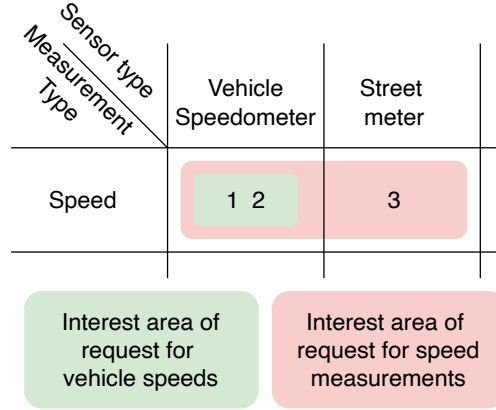 Sensor type
Measurement
Type
Vehicle
Speedometer
Street
meter
Speed
1 2
3
Interest area of
request for
vehicle speeds
Interest area of
request for speed
measurements